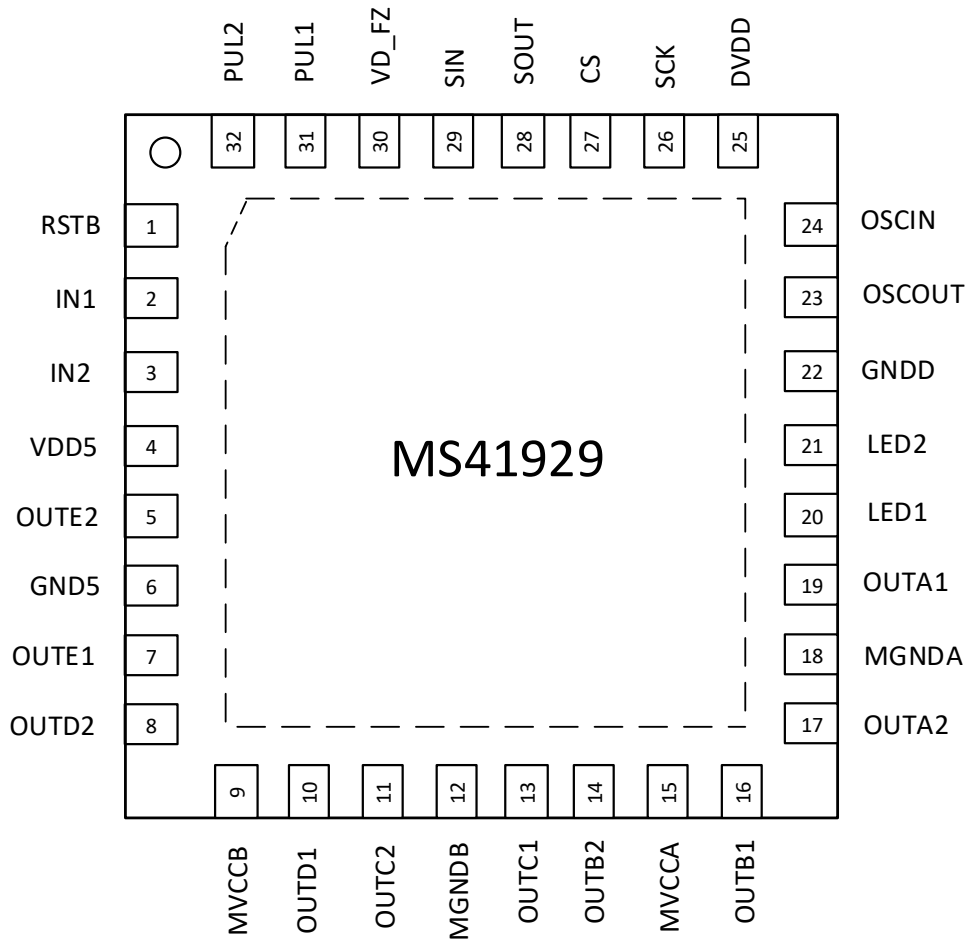 PUL2 PUL1 VD_FZ SIN SOUT CS SCK DVDD
32 31 30 29 28 27 26 25
RSTB 1 24 OSCIN
IN1 2 23 OSCOUT
IN2 3 22 GNDD
VDD5 4 21 LED2
MS41929
OUTE2 5 20 LED1
GND5 6 19 OUTA1
OUTE1 7 18 MGNDA
OUTD2 8 17 OUTA2
9 10 11 12 13 14 15 16
MVCCB OUTD1 OUTC2 MGNDB OUTC1 OUTB2 MVCCA OUTB1